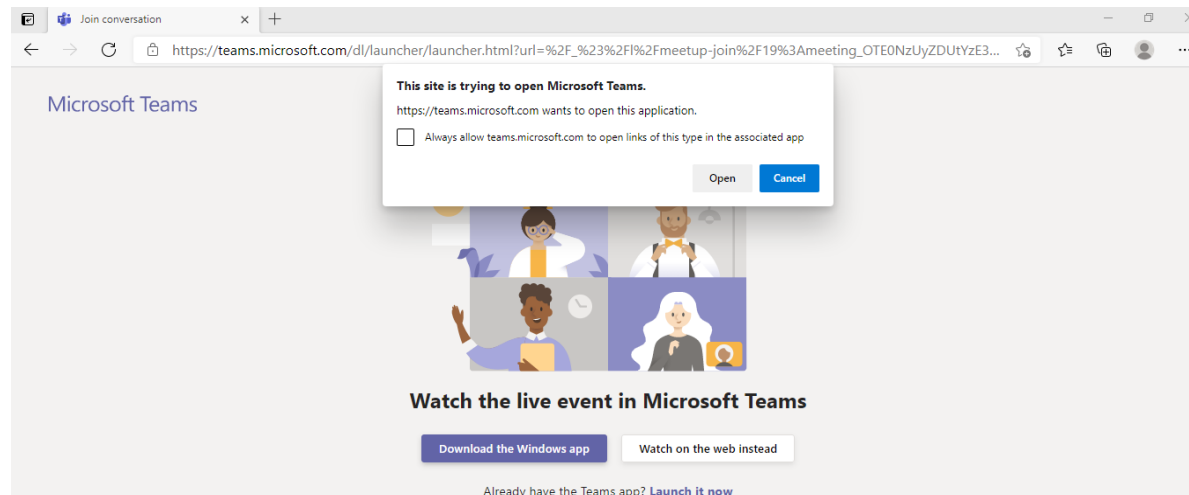 Join conversation
https://teams.microsoft.com/dl/launcher/launcher.html?url=%2F_%23%2Fl%2Fmeetup-join%2F19%3Ameeting_OTE0NzUyZDUtYzE3...
Microsoft Teams
This site is trying to open Microsoft Teams.
https://teams.microsoft.com wants to open this application.
Always allow teams.microsoft.com to open links of this type in the associated app
Open Cancel
Watch the live event in Microsoft Teams
Download the Windows app Watch on the web instead
Already have the Teams app? Launch it now